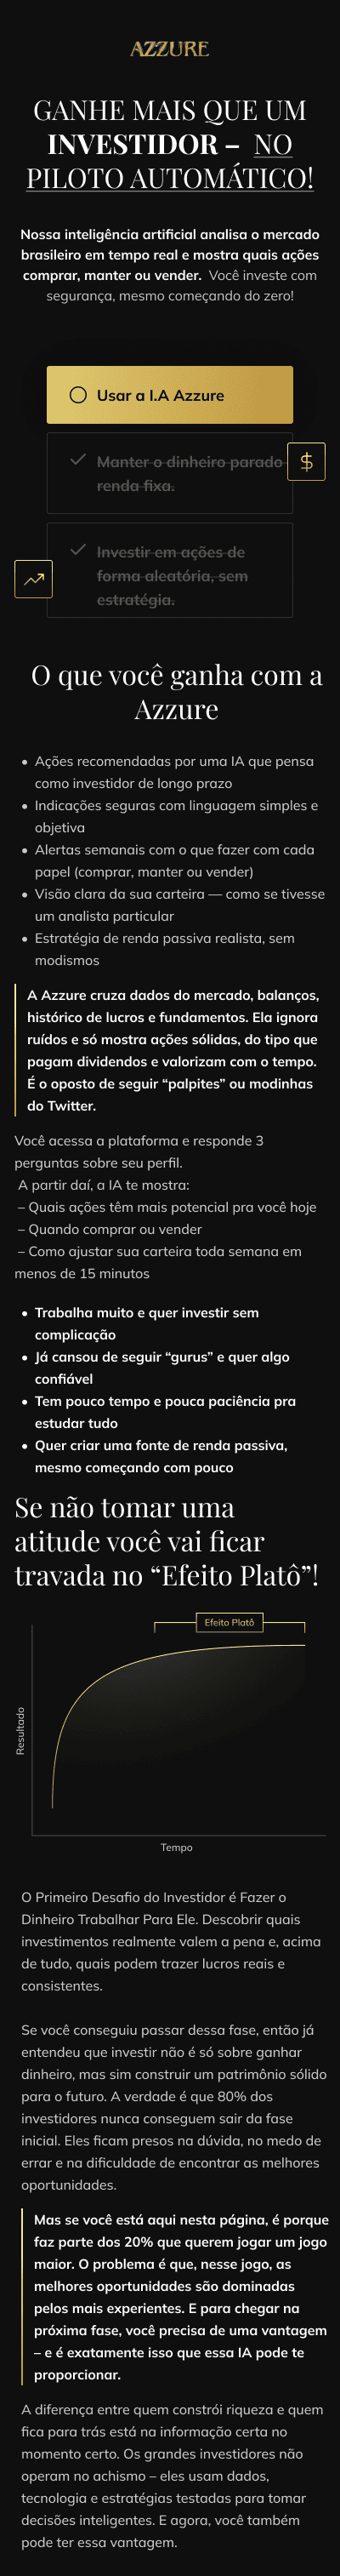 AZZURE
GANHE MAIS QUE UM
INVESTIDOR – NO
PILOTO AUTOMÁTICO!
Nossa inteligência artificial analisa o mercado
brasileiro em tempo real e mostra quais ações
comprar, manter ou vender. Você investe com
segurança, mesmo começando do zero!
Usar a I.A Azzure
Manter o dinheiro parado
renda fixa.
Investir em ações de
forma aleatória, sem
estratégia.
O que você ganha com a
Azzure
• Ações recomendadas por uma IA que pensa
como investidor de longo prazo
• Indicações seguras com linguagem simples e
objetiva
• Alertas semanais com o que fazer com cada
papel (comprar, manter ou vender)
• Visão clara da sua carteira — como se tivesse
um analista particular
• Estratégia de renda passiva realista, sem
modismos
A Azzure cruza dados do mercado, balanços,
histórico de lucros e fundamentos. Ela ignora
ruídos e só mostra ações sólidas, do tipo que
pagam dividendos e valorizam com o tempo.
É o oposto de seguir “palpites” ou modinhas
do Twitter.
Você acessa a plataforma e responde 3
perguntas sobre seu perfil.
A partir daí, a IA te mostra:
– Quais ações têm mais potencial pra você hoje
– Quando comprar ou vender
– Como ajustar sua carteira toda semana em
menos de 15 minutos
• Trabalha muito e quer investir sem
complicação
• Já cansou de seguir “gurus” e quer algo
confiável
• Tem pouco tempo e pouca paciência pra
estudar tudo
• Quer criar uma fonte de renda passiva,
mesmo começando com pouco
Se não tomar uma
atitude você vai ficar
travada no “Efeito Platô”!
Efeito Platô
Resultado
Tempo
O Primeiro Desafio do Investidor é Fazer o
Dinheiro Trabalhar Para Ele. Descobrir quais
investimentos realmente valem a pena e, acima
de tudo, quais podem trazer lucros reais e
consistentes.
Se você conseguiu passar dessa fase, então já
entendeu que investir não é só sobre ganhar
dinheiro, mas sim construir um patrimônio sólido
para o futuro. A verdade é que 80% dos
investidores nunca conseguem sair da fase
inicial. Eles ficam presos na dúvida, no medo de
errar e na dificuldade de encontrar as melhores
oportunidades.
Mas se você está aqui nesta página, é porque
faz parte dos 20% que querem jogar um jogo
maior. O problema é que, nesse jogo, as
melhores oportunidades são dominadas
pelos mais experientes. E para chegar na
próxima fase, você precisa de uma vantagem
– e é exatamente isso que essa IA pode te
proporcionar.
A diferença entre quem constrói riqueza e quem
fica para trás está na informação certa no
momento certo. Os grandes investidores não
operam no achismo – eles usam dados,
tecnologia e estratégias testadas para tomar
decisões inteligentes. E agora, você também
pode ter essa vantagem.